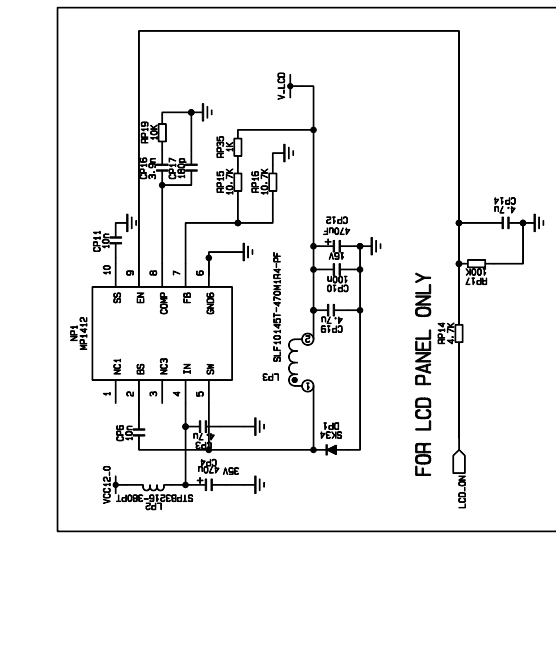 V_LCD
RP19
10K
CP16
3.9n
CP17
180p
RP35
1K
RP15
10.7K
RP16
10.7K
CP11
10n
CP12
470uF
16V
CP10
100n
CP19
4.7u
CP14
4.7u
RP17
100K
10
9
8
7
6
SS
EN
COMP
FB
GND6
NP1
MP1412
NC1
BS
NC3
IN
SW
1
2
3
4
5
SLF10145T-470M1R4-PF
LP3
2
1
FOR LCD PANEL ONLY
RP14
4.7K
CP6
10n
4.7u
CP3
DP1
SK34
CP4
470u
35V
VCC12_0
STPB3216-380PT
LP2
LCD_ON